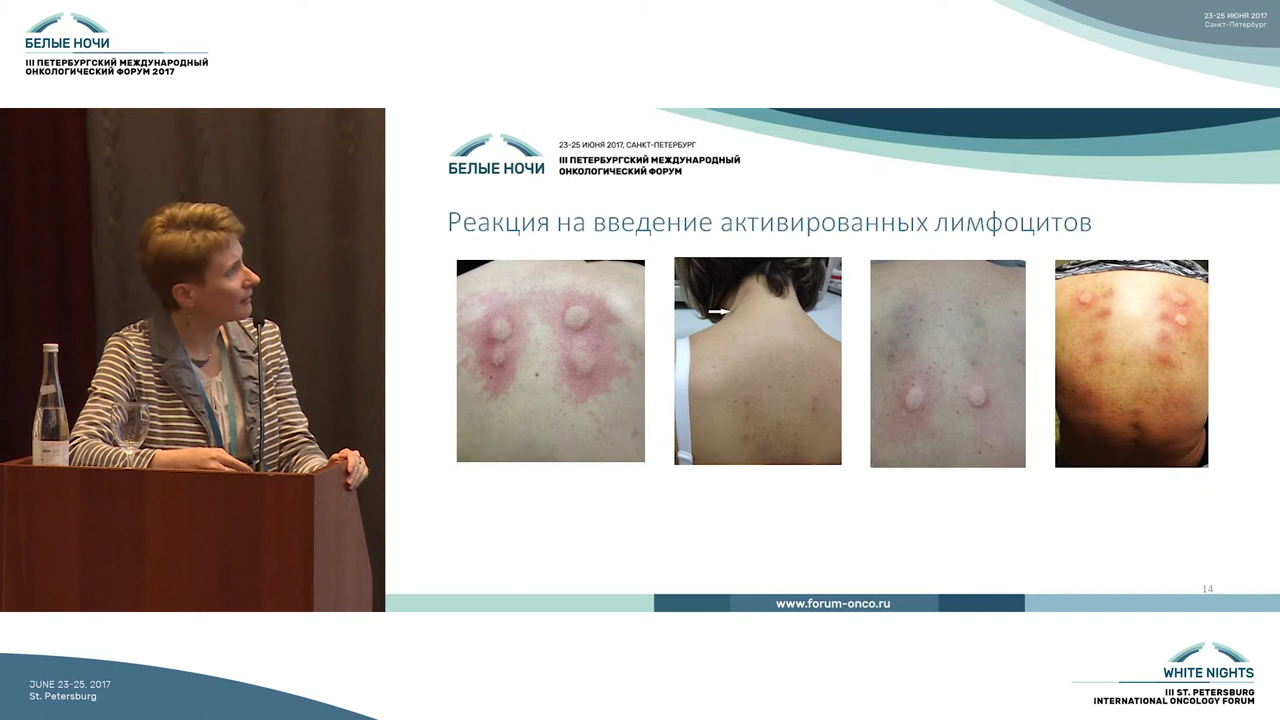 БЕЛЫЕ НОЧИ
III ПЕТЕРБУРГСКИЙ МЕЖДУНАРОДНЫЙ
ОНКОЛОГИЧЕСКИЙ ФОРУМ 2017
23-25 ИЮНЯ 2017
Санкт-Петербург
БЕЛЫЕ НОЧИ
23-25 ИЮНЯ 2017, САНКТ-ПЕТЕРБУРГ
III ПЕТЕРБУРГСКИЙ МЕЖДУНАРОДНЫЙ
ОНКОЛОГИЧЕСКИЙ ФОРУМ
Реакция на введение активированных лимфоцитов
14
www.forum-onco.ru
JUNE 23-25, 2017
St. Petersburg
WHITE NIGHTS
III ST. PETERSBURG
INTERNATIONAL ONCOLOGY FORUM